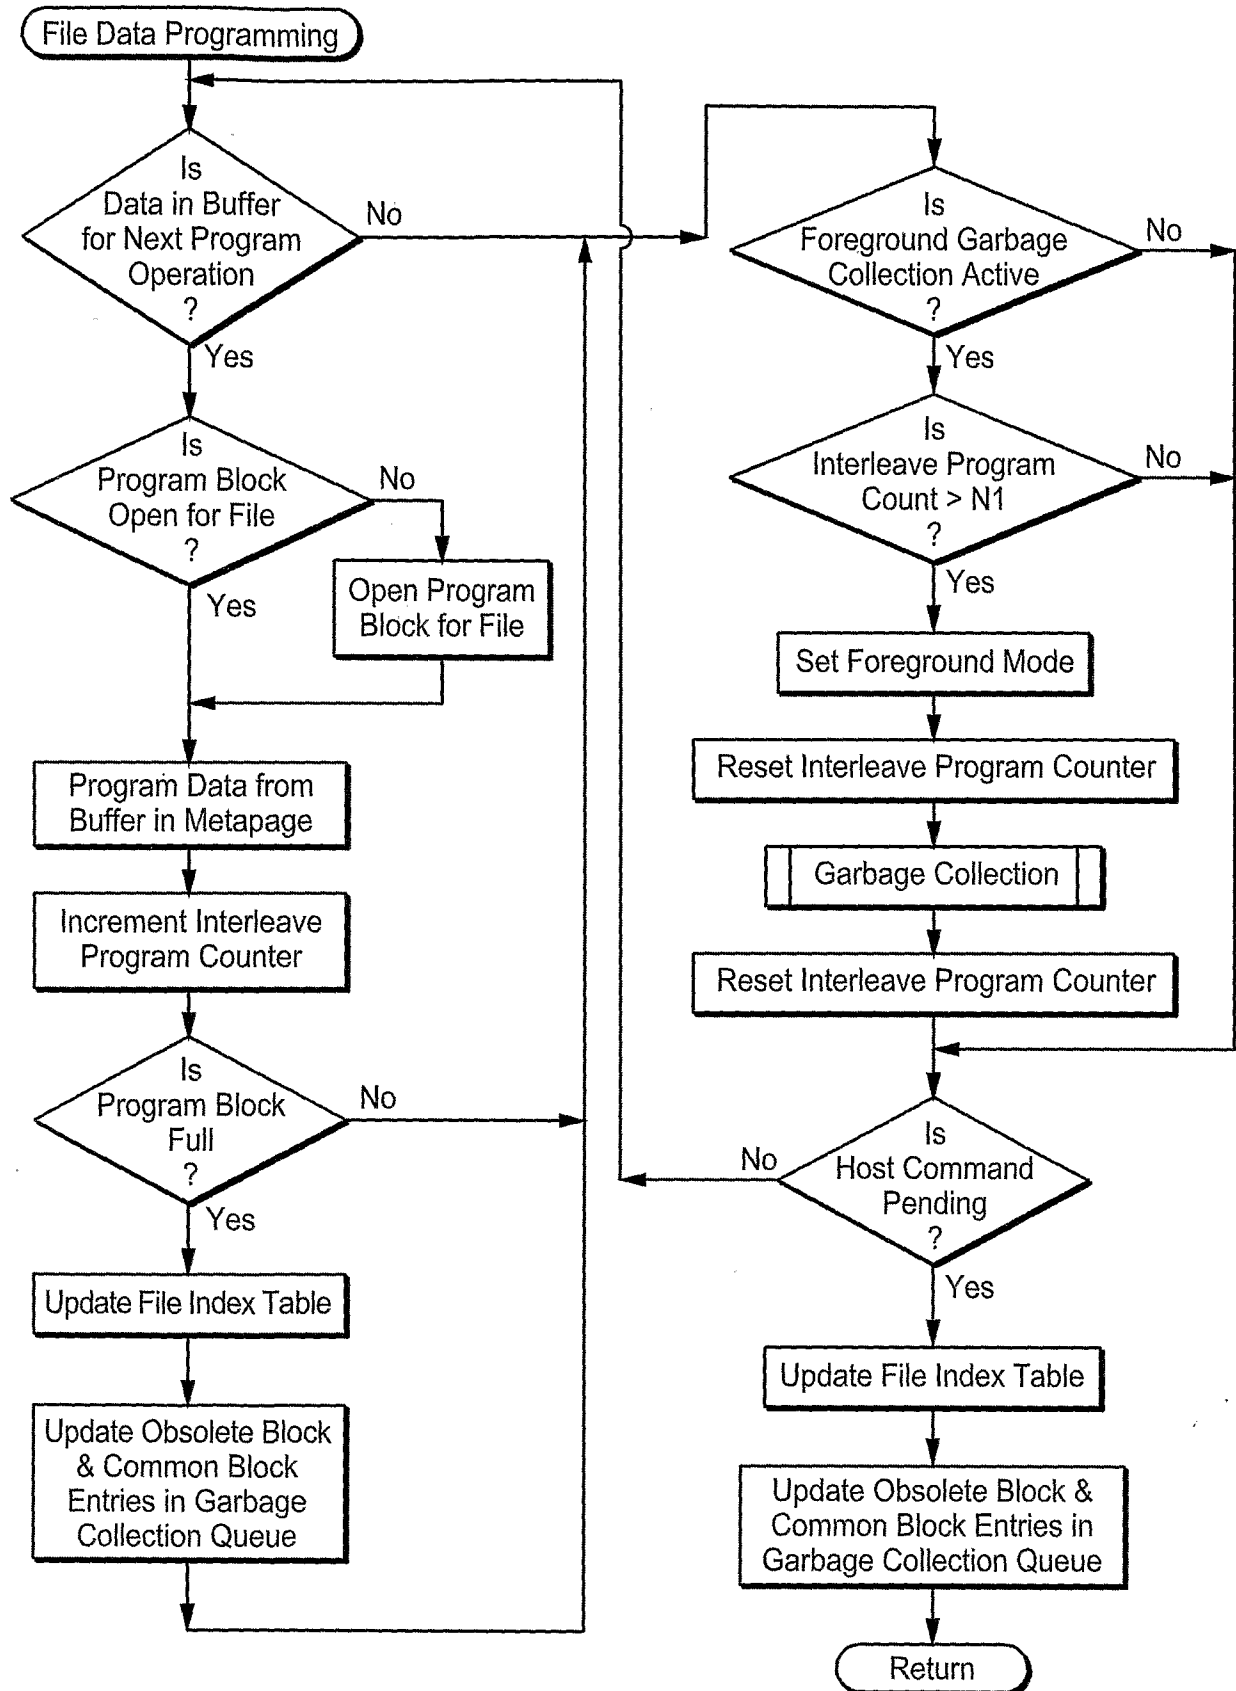 File Data Programming
Is
Data in Buffer
for Next Program
Operation
?
No
Yes
Is
Program Block
Open for File
?
No
Yes
Open Program
Block for File
Program Data from
Buffer in Metapage
Increment Interleave
Program Counter
Is
Program Block
Full
?
No
Yes
Update File Index Table
Update Obsolete Block
& Common Block
Entries in Garbage
Collection Queue
Is
Foreground Garbage
Collection Active
?
No
Yes
Is
Interleave Program
Count > N1
?
No
Yes
Set Foreground Mode
Reset Interleave Program Counter
Garbage Collection
Reset Interleave Program Counter
Is
Host Command
Pending
?
No
Yes
Update File Index Table
Update Obsolete Block &
Common Block Entries in
Garbage Collection Queue
Return